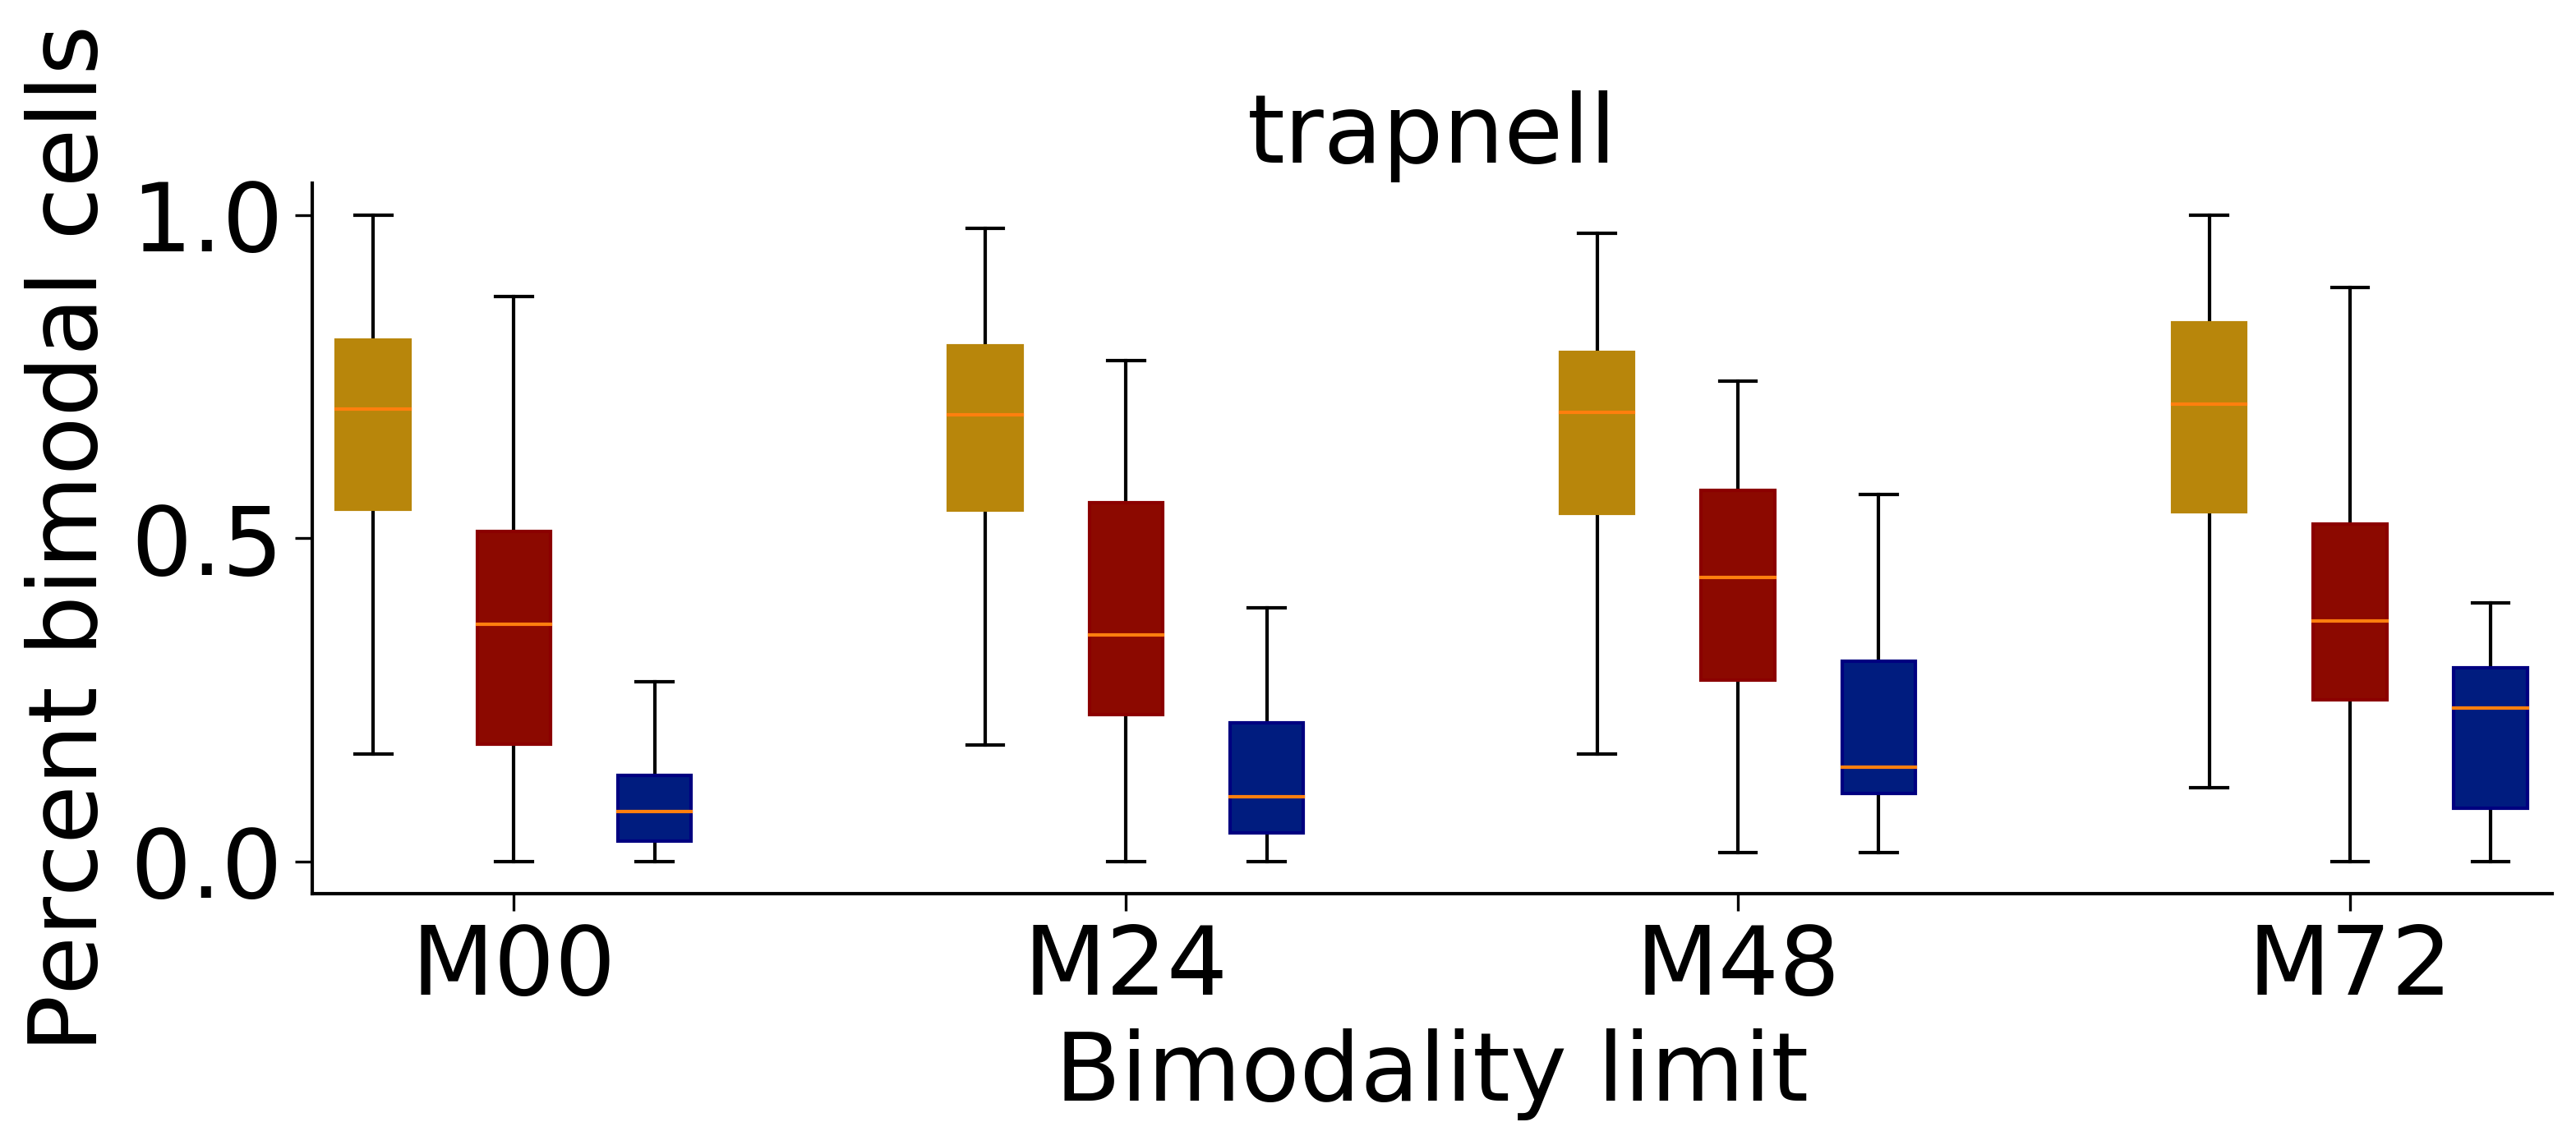 trapnell
Percent bimodal cells
1.0
0.5
0.0
M00 M24 M48 M72
Bimodality limit